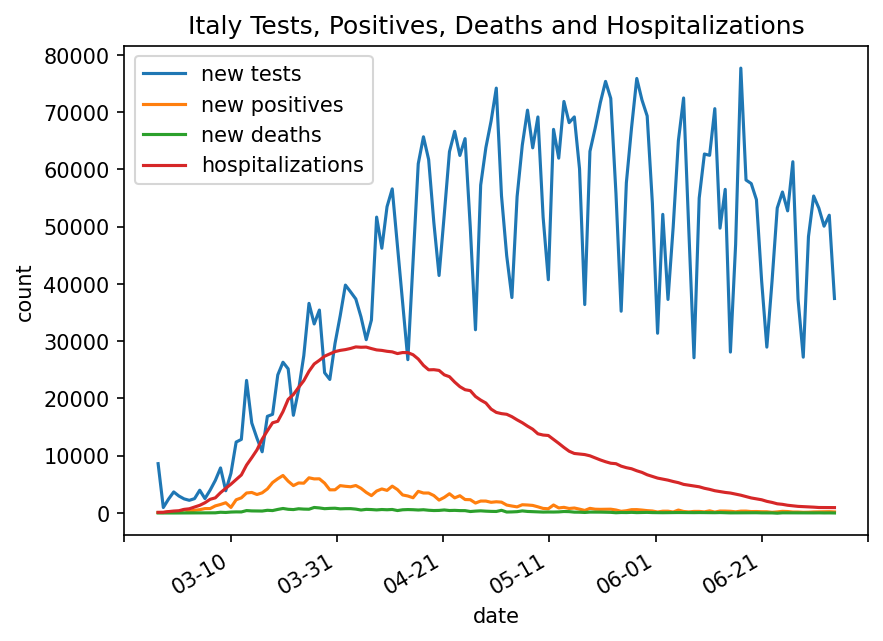 Italy Tests, Positives, Deaths and Hospitalizations
80000
70000
60000
50000
40000
30000
20000
10000
0
count
new tests
new positives
new deaths
hospitalizations
03-10
03-31
04-21
05-11
06-01
06-21
date